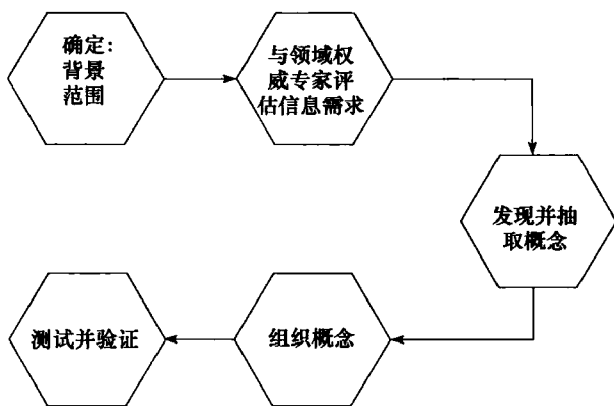 确定:
背景
范围
与领域权
威专家评
估信息需求
发现并抽
取概念
组织概念
测试并验证